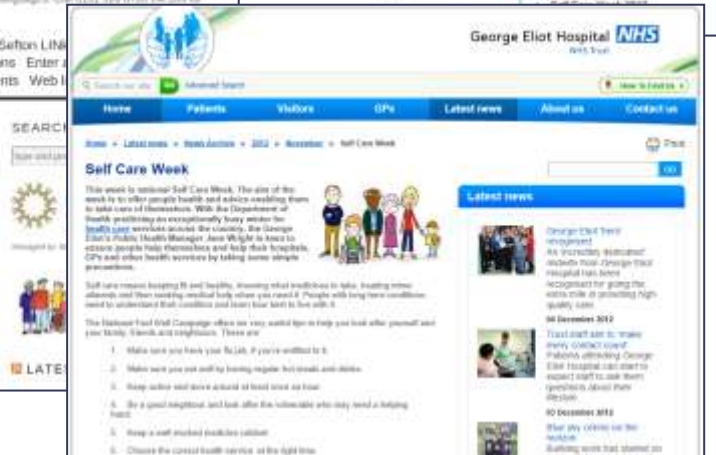 Sefton LINk
SEARCH
LATE
George Eliot Hospital NHS
NHS Trust
Search our site
Advanced Search
How to find us
Home Patients Visitors GPs Latest news About us Contact us
Home » Latest news » News Archive » 2012 » November » Self Care Week
Print
Self Care Week
GO
This week is national Self Care Week. The aim of the
week is to offer people health and advice enabling them
to take care of themselves. With the Department of
Health predicting an exceptionally busy winter for
health care services across the country, the George
Eliot's Public Health Manager Jane Wright is keen to
ensure people help themselves and help their hospitals,
GPs and other health services by taking some simple
precautions.
Self care means keeping fit and healthy, knowing what medicines to take, treating minor
ailments and then seeking medical help when you need it. People with long term conditions
need to understand their condition and learn how best to live with it.
The National Feel Well Campaign offers six very useful tips to help you look after yourself and
your family, friends and neighbours. These are
1. Make sure you have your flu jab, if you're entitled to it.
2. Make sure you eat well by having regular hot meals and drinks.
3. Keep active and move around at least once an hour.
4. Be a good neighbour and look after the vulnerable who may need a helping
hand.
5. Keep a well stocked medicine cabinet
6. Choose the correct health service, at the right time.
Latest news
George Eliot 'hero'
recognised
An incredibly dedicated
midwife from George Eliot
Hospital has been
recognised for going the
extra mile in providing high
quality care.
04 December 2012
Trust staff aim to 'make
every contact count'
Patients attending George
Eliot Hospital can start to
expect staff to ask them
questions about their
lifestyle.
03 December 2012
Blue sky coming on the
horizon
Building work has started on